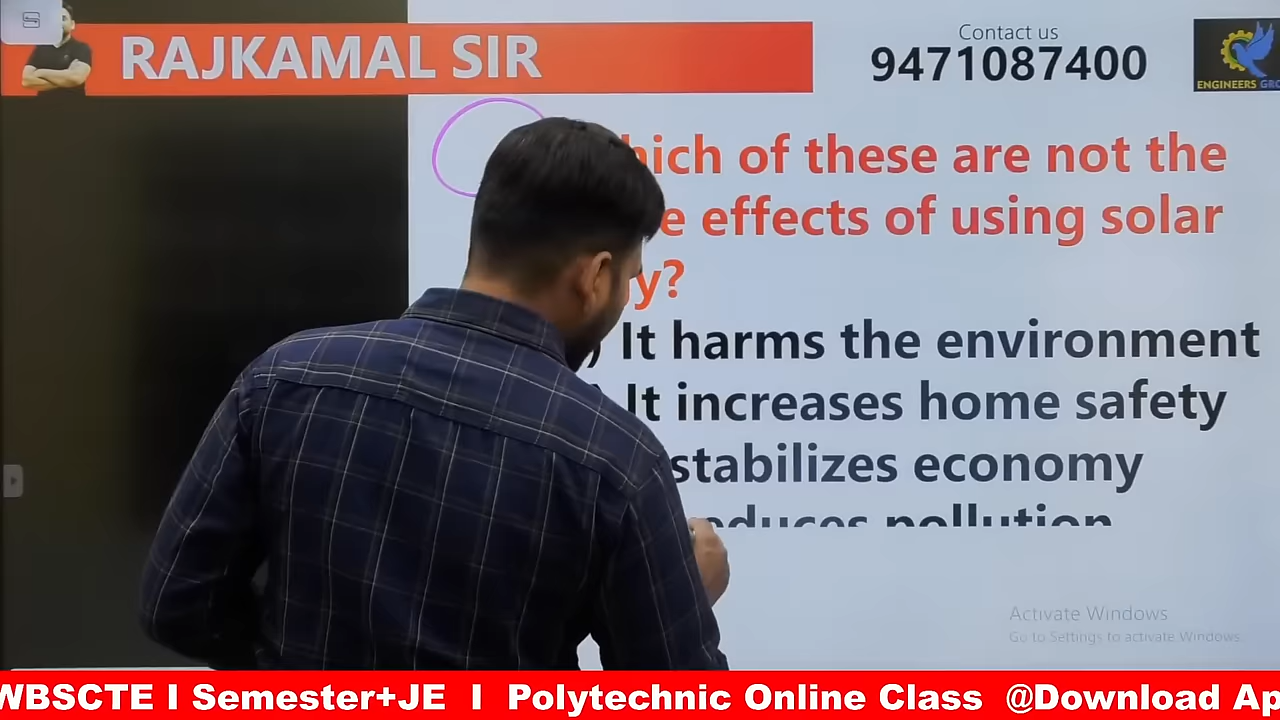 RAJKAMAL SIR
Contact us
9471087400
ENGINEERS
of these are not the
effects of using solar
It harms the environment
It increases home safety
stabilizes economy
pollution
Activate Windows
Go to Settings to activate Windows.
WBSCTE I Semester+JE I Polytechnic Online Class @Download